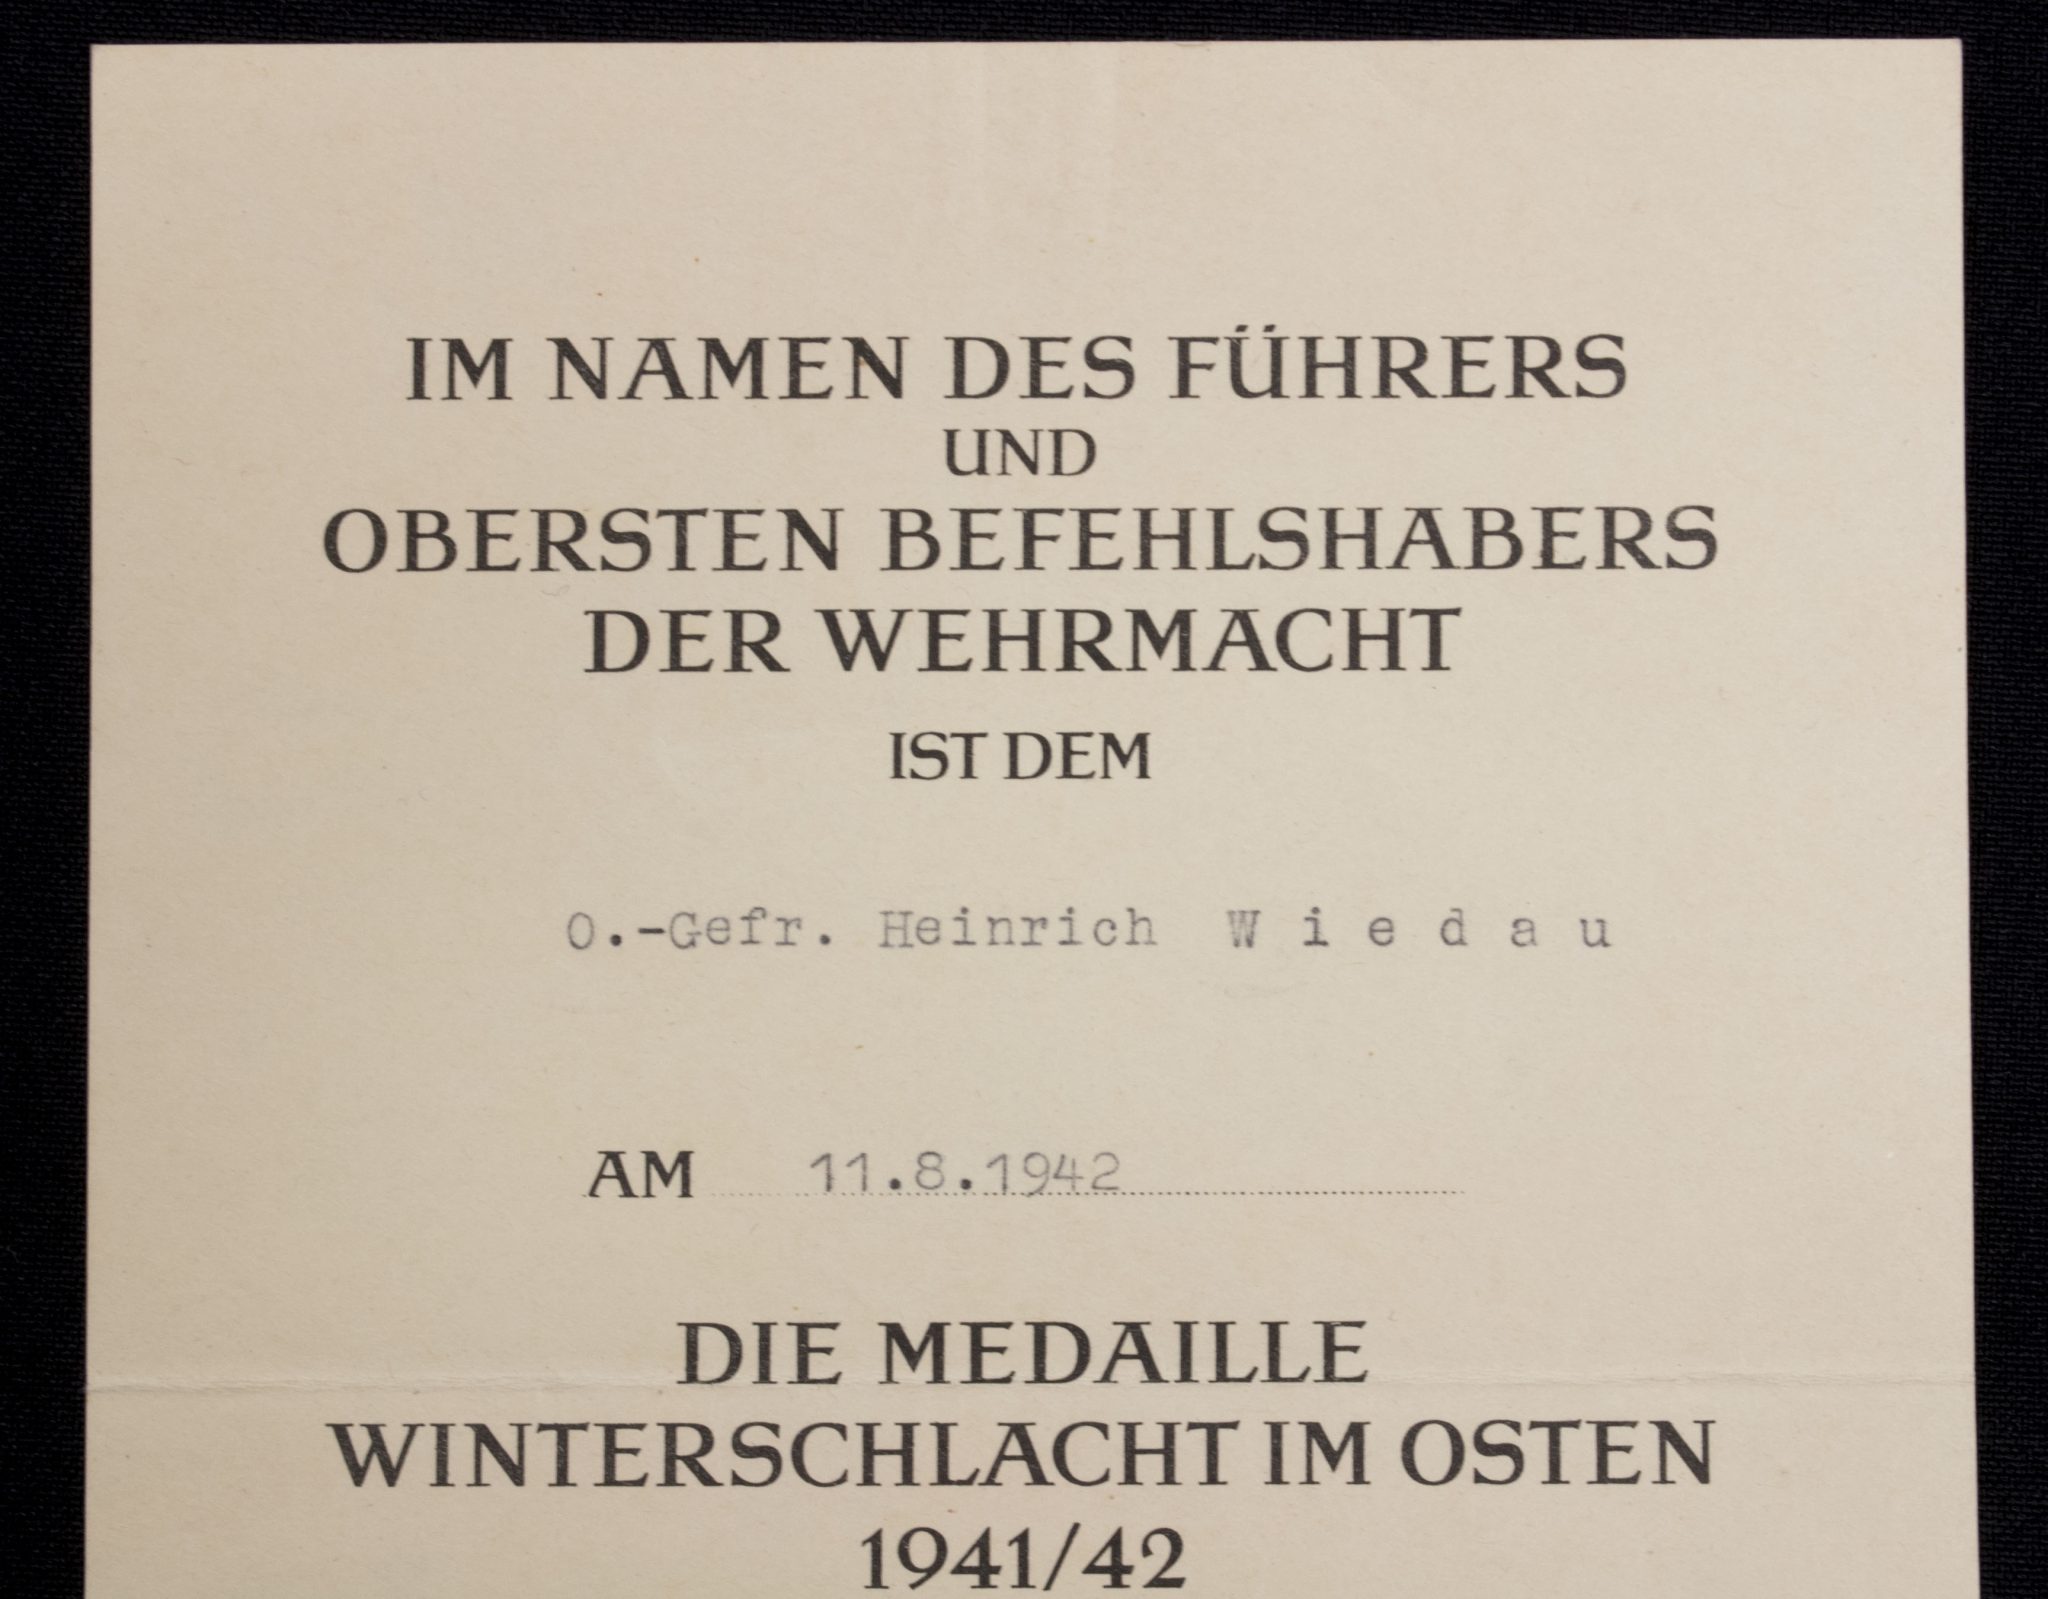 IM NAMEN DES FÜHRERS
UND
OBERSTEN BEFEHLSHABERS
DER WEHRMACHT
IST DEM
O.-Gefr. Heinrich W i e d a u
AM 11.8.1942
DIE MEDAILLE
WINTERSCHLACHT IM OSTEN
1941/42